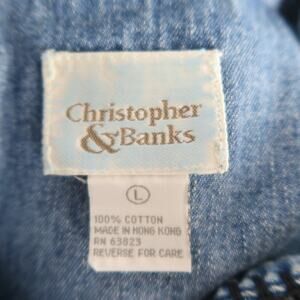 Christopher
& Banks
L
100% COTTON
MADE IN HONG KONG
RN 63823
REVERSE FOR CARE